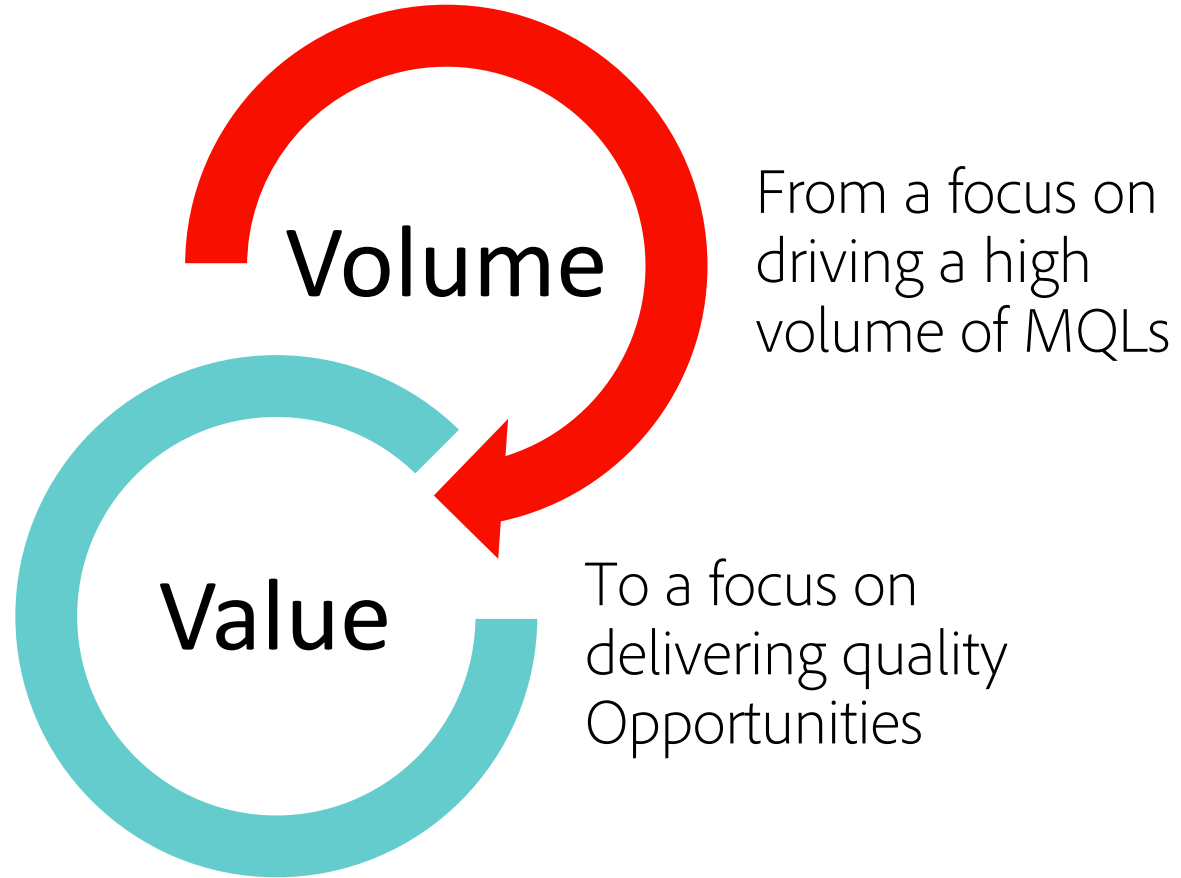 Volume
From a focus on
driving a high
volume of MQLs
Value
To a focus on
delivering quality
Opportunities